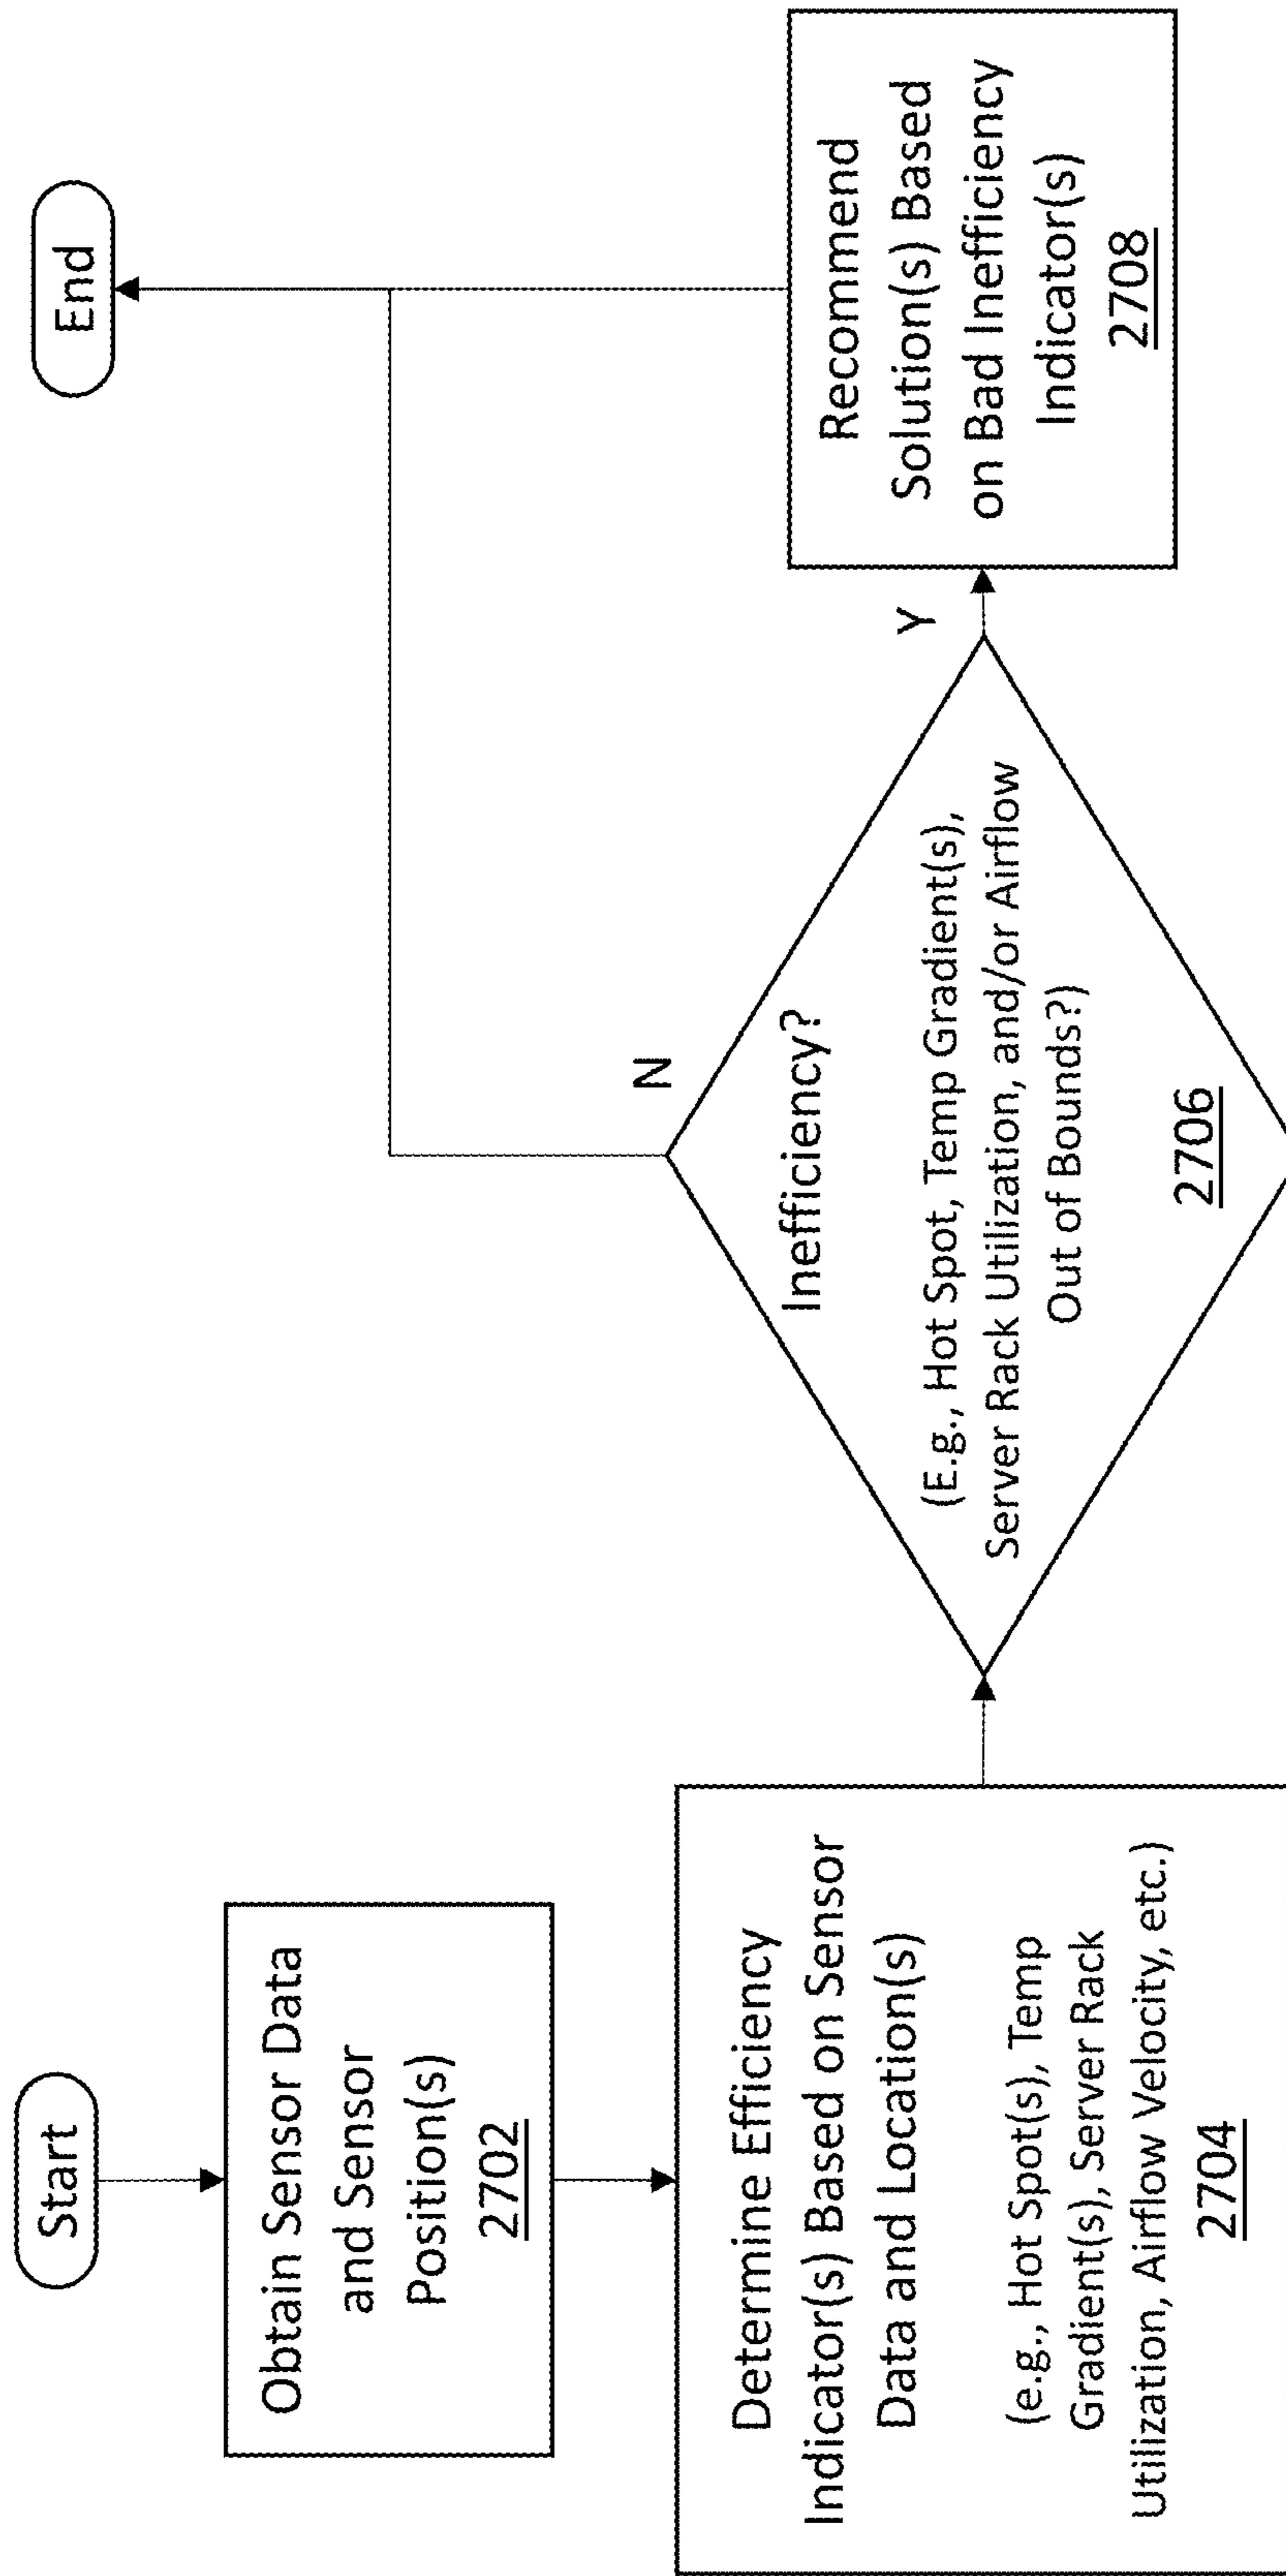 Start
Obtain Sensor Data
and Sensor
Position(s)
2702
Determine Efficiency
Indicator(s) Based on Sensor
Data and Location(s)
(e.g., Hot Spot(s), Temp
Gradient(s), Server Rack
Utilization, Airflow Velocity, etc.)
2704
Inefficiency?
(E.g., Hot Spot, Temp Gradient(s),
Server Rack Utilization, and/or Airflow
Out of Bounds?)
2706
N
Y
Recommend
Solution(s) Based
on Bad Inefficiency
Indicator(s)
2708
End